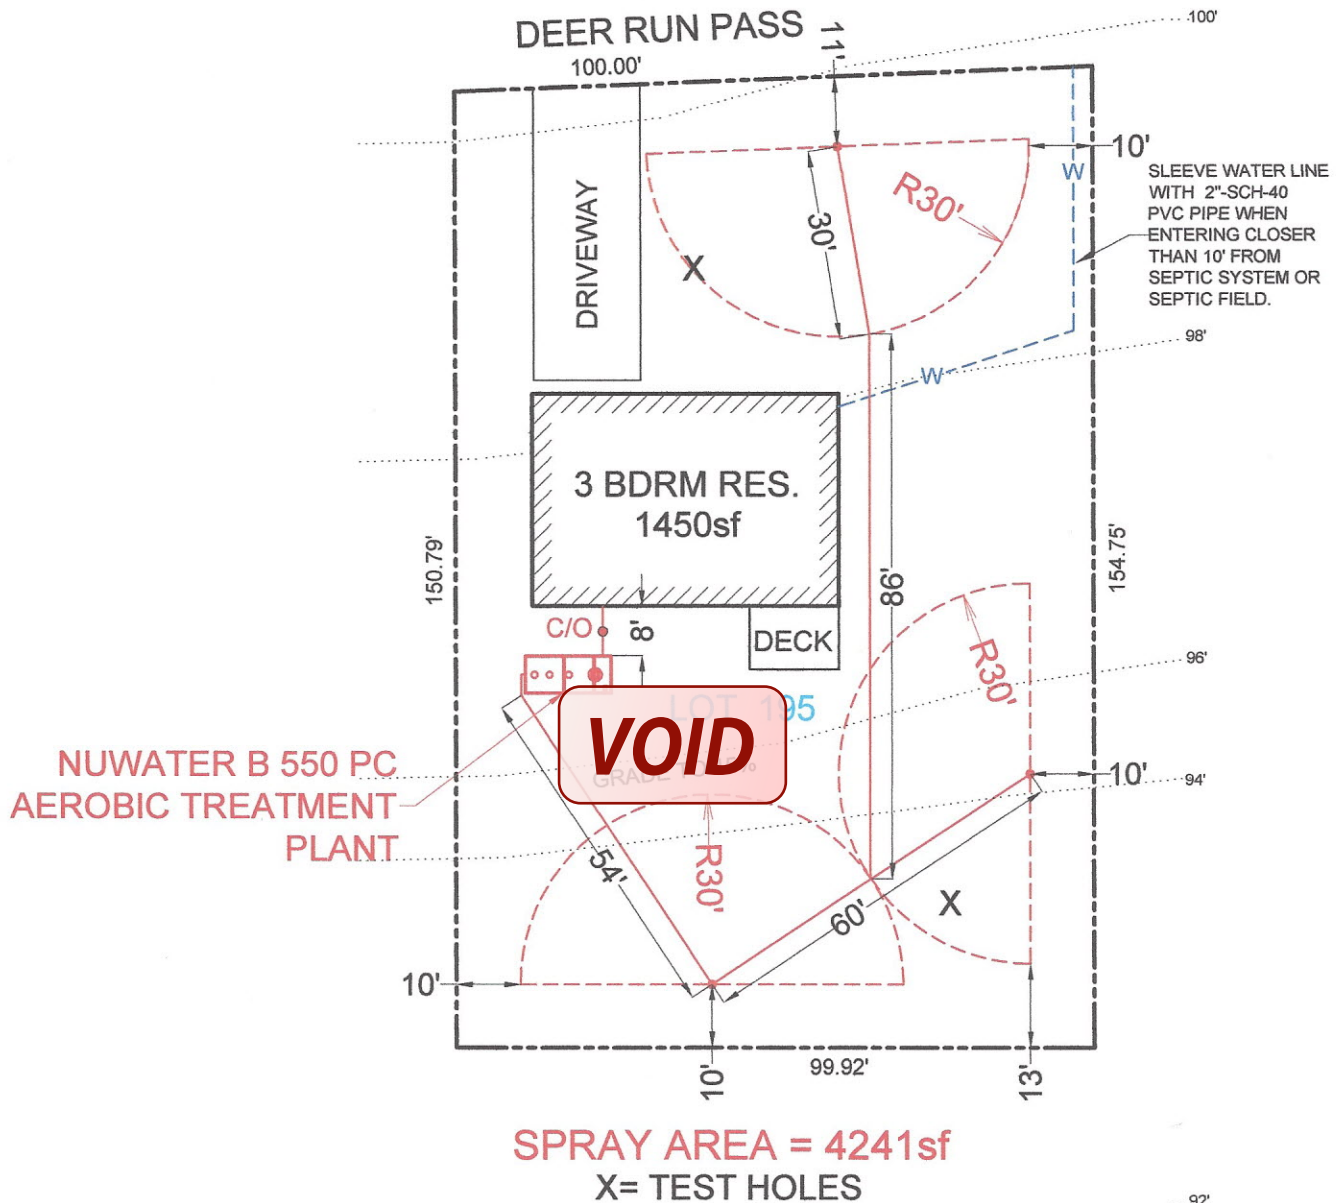 100'
DEER RUN PASS
11'
100.00'
10'
DRIVEWAY
30'
R30'
W
SLEEVE WATER LINE
WITH 2"-SCH-40
PVC PIPE WHEN
ENTERING CLOSER
THAN 10' FROM
SEPTIC SYSTEM OR
SEPTIC FIELD.
X
98'
W
3 BDRM RES.
1450sf
150.79'
154.75'
86'
C/O
8'
DECK
96'
R30'
LOT 195
VOID
NUWATER B 550 PC
AEROBIC TREATMENT
PLANT
10'
94'
54'
R30'
60'
X
10'
10'
99.92'
13'
SPRAY AREA = 4241sf
X= TEST HOLES
92'